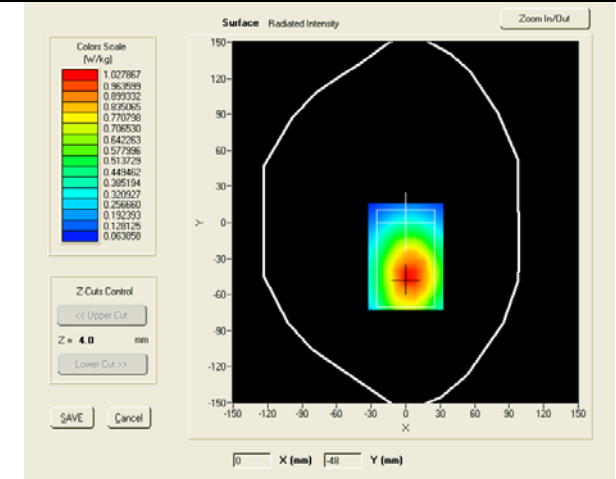 Surface Radiated Intensity
Zoom In/Out
Colors Scale
(W/kg)
1.027867
0.963599
0.899332
0.835065
0.770798
0.706530
0.642263
0.577996
0.513729
0.449462
0.385194
0.320927
0.256660
0.192393
0.128125
0.063858
150-
120-
90-
60-
30-
0-
-30-
-60-
-90-
-120-
-150-
Y
-150 -120 -90 -60 -30 0 30 60 90 120 150
X
Z-Cuts Control
<< Upper Cut
Z = 4.0 mm
Lower Cut >>
SAVE Cancel
0 X (mm) -48 Y (mm)